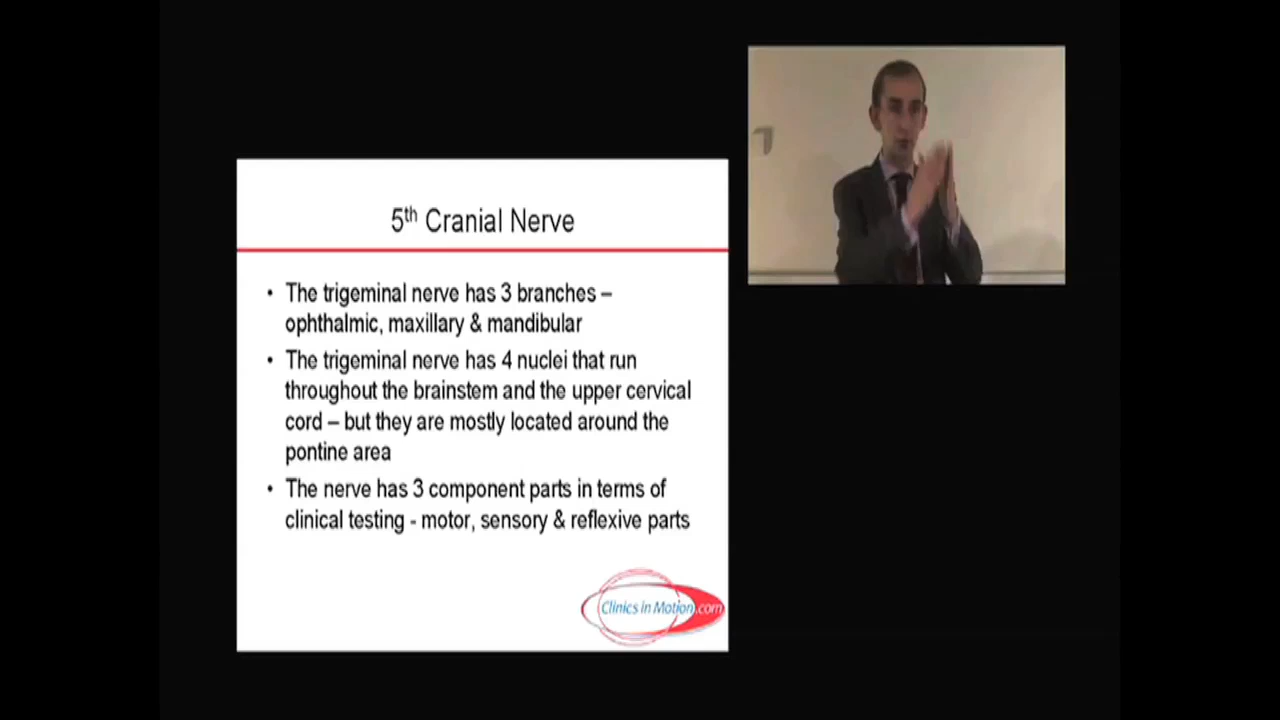 5th Cranial Nerve
• The trigeminal nerve has 3 branches –
ophthalmic, maxillary & mandibular
• The trigeminal nerve has 4 nuclei that run
throughout the brainstem and the upper cervical
cord – but they are mostly located around the
pontine area
• The nerve has 3 component parts in terms of
clinical testing - motor, sensory & reflexive parts
Clinics in Motion.com